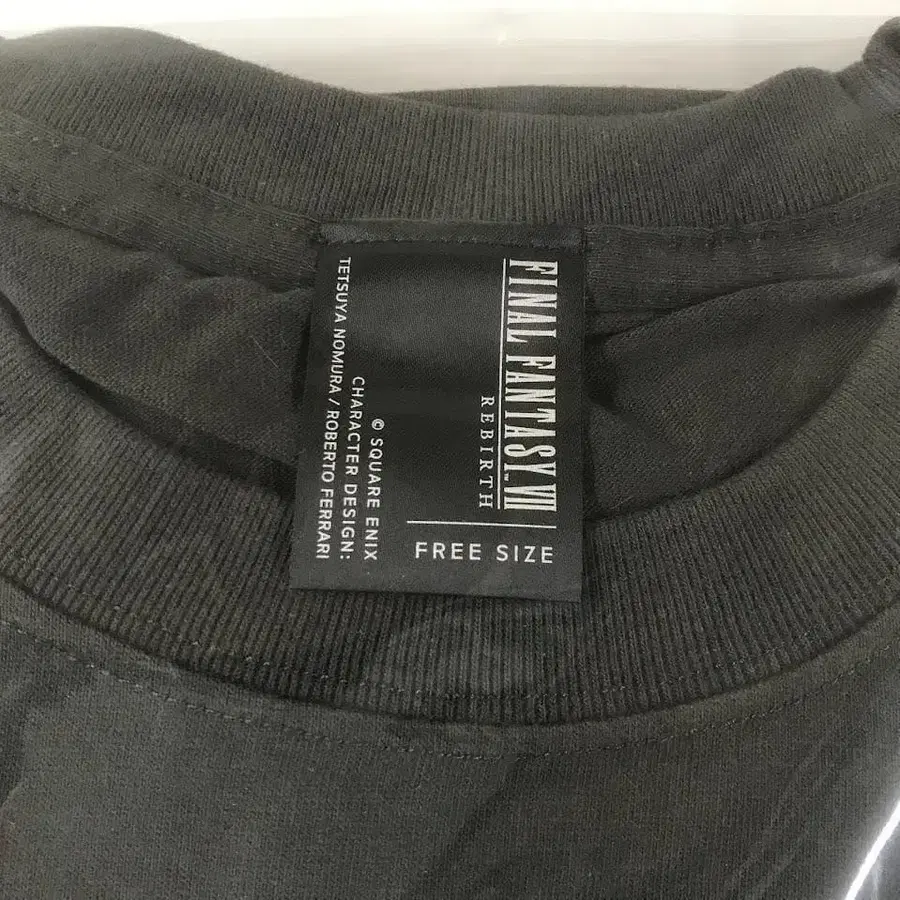 FINAL FANTASY VII
REBIRTH
FREE SIZE
© SQUARE ENIX
CHARACTER DESIGN:
TETSUYA NOMURA / ROBERTO FERRARI